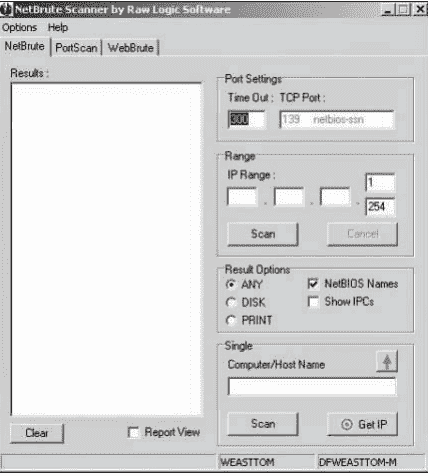 NetBrute Scanner by Raw Logic Software
Options Help
NetBrute PortScan WebBrute
Results :
Port Settings
Time Out : TCP Port :
300 139 netbios-ssn
Range
IP Range :
. . . 1
254
Scan Cancel
Result Options
ANY NetBIOS Names
DISK Show IPCs
PRINT
Single
Computer/Host Name
Scan Get IP
Clear Report View
WEASTTOM DFWEASTTOM-M